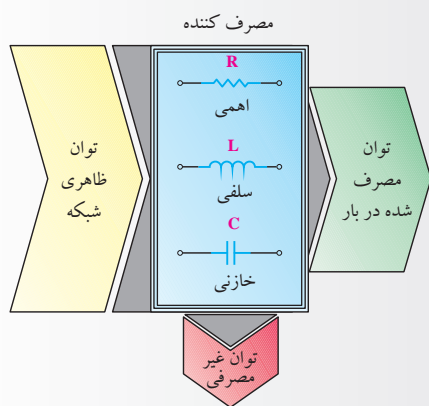 مصرف کننده
R
اهمی
L
سلفی
C
خازنی
توان
ظاهری
شبکه
توان
مصرف
شده در بار
توان غیر
مصرفی